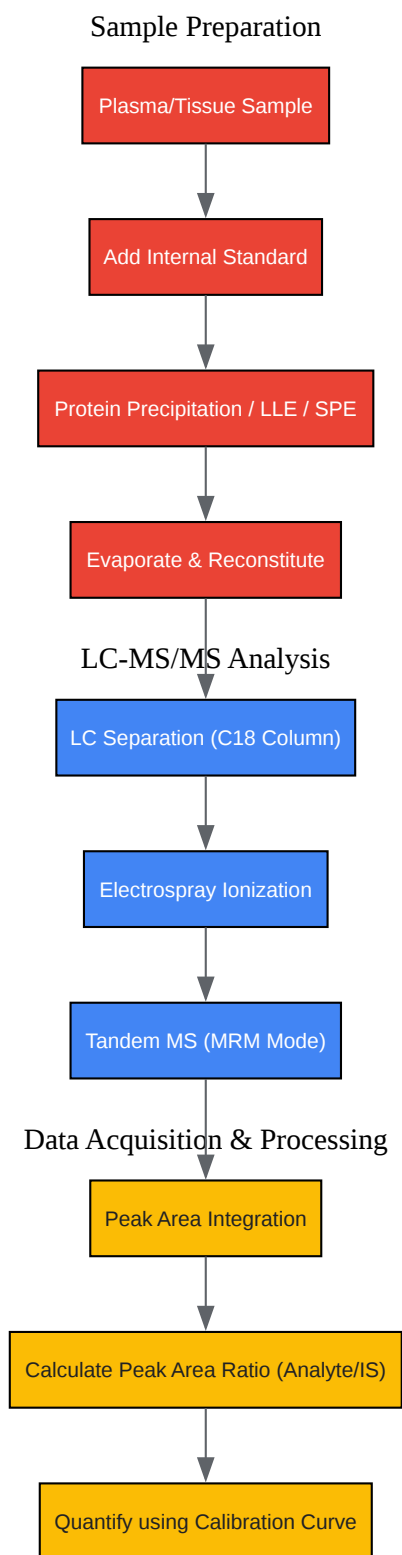 Sample Preparation
Plasma/Tissue Sample
Add Internal Standard
Protein Precipitation / LLE / SPE
Evaporate & Reconstitute
LC-MS/MS Analysis
LC Separation (C18 Column)
Electrospray Ionization
Tandem MS (MRM Mode)
Data Acquisition & Processing
Peak Area Integration
Calculate Peak Area Ratio (Analyte/IS)
Quantify using Calibration Curve